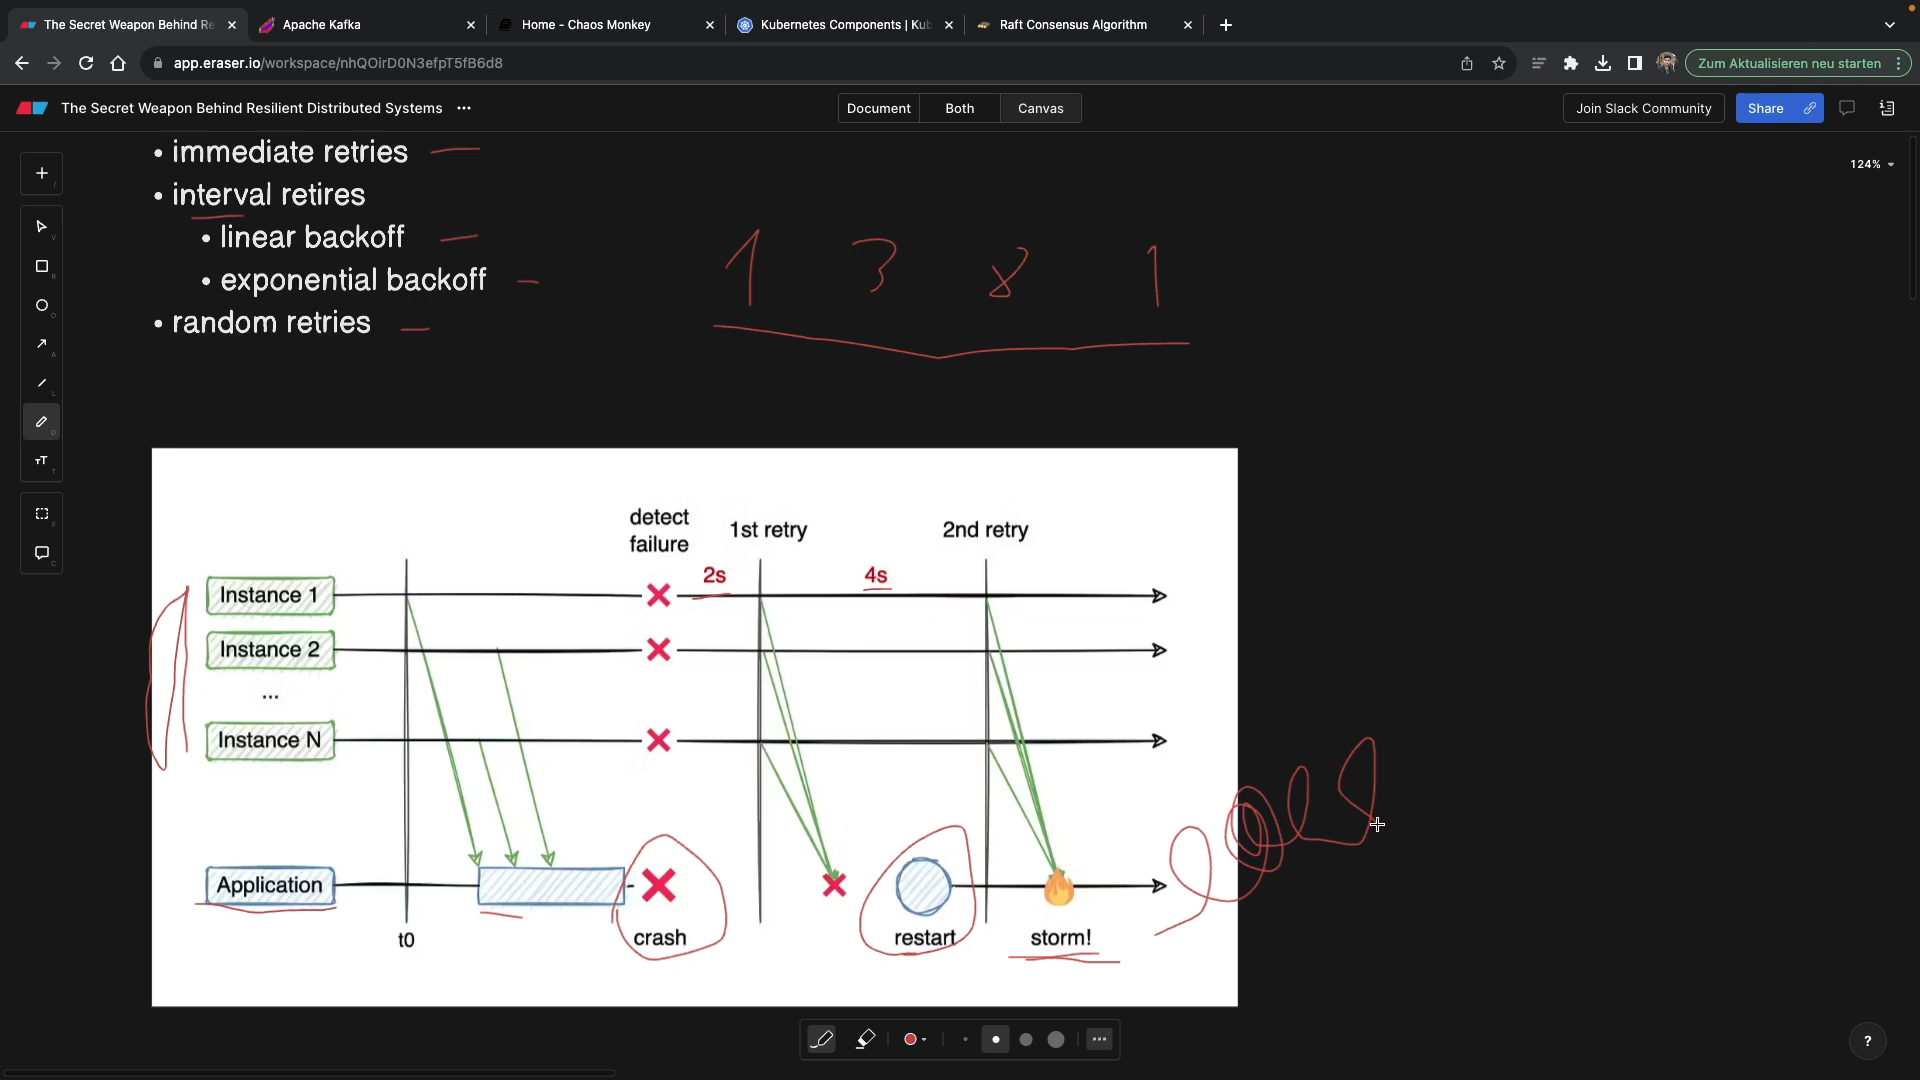 The Secret Weapon Behind Re
Apache Kafka
Home - Chaos Monkey
Kubernetes Components | Kub
Raft Consensus Algorithm
app.eraser.io/workspace/nhQOirD0N3efpT5fB6d8
Zum Aktualisieren neu starten
The Secret Weapon Behind Resilient Distributed Systems
Document
Both
Canvas
Join Slack Community
Share
124%
• immediate retries
• interval retires
• linear backoff
• exponential backoff
• random retries
1 3 8 1
detect
failure
1st retry
2nd retry
2s
4s
Instance 1
Instance 2
...
Instance N
Application
t0
crash
restart
storm!
?